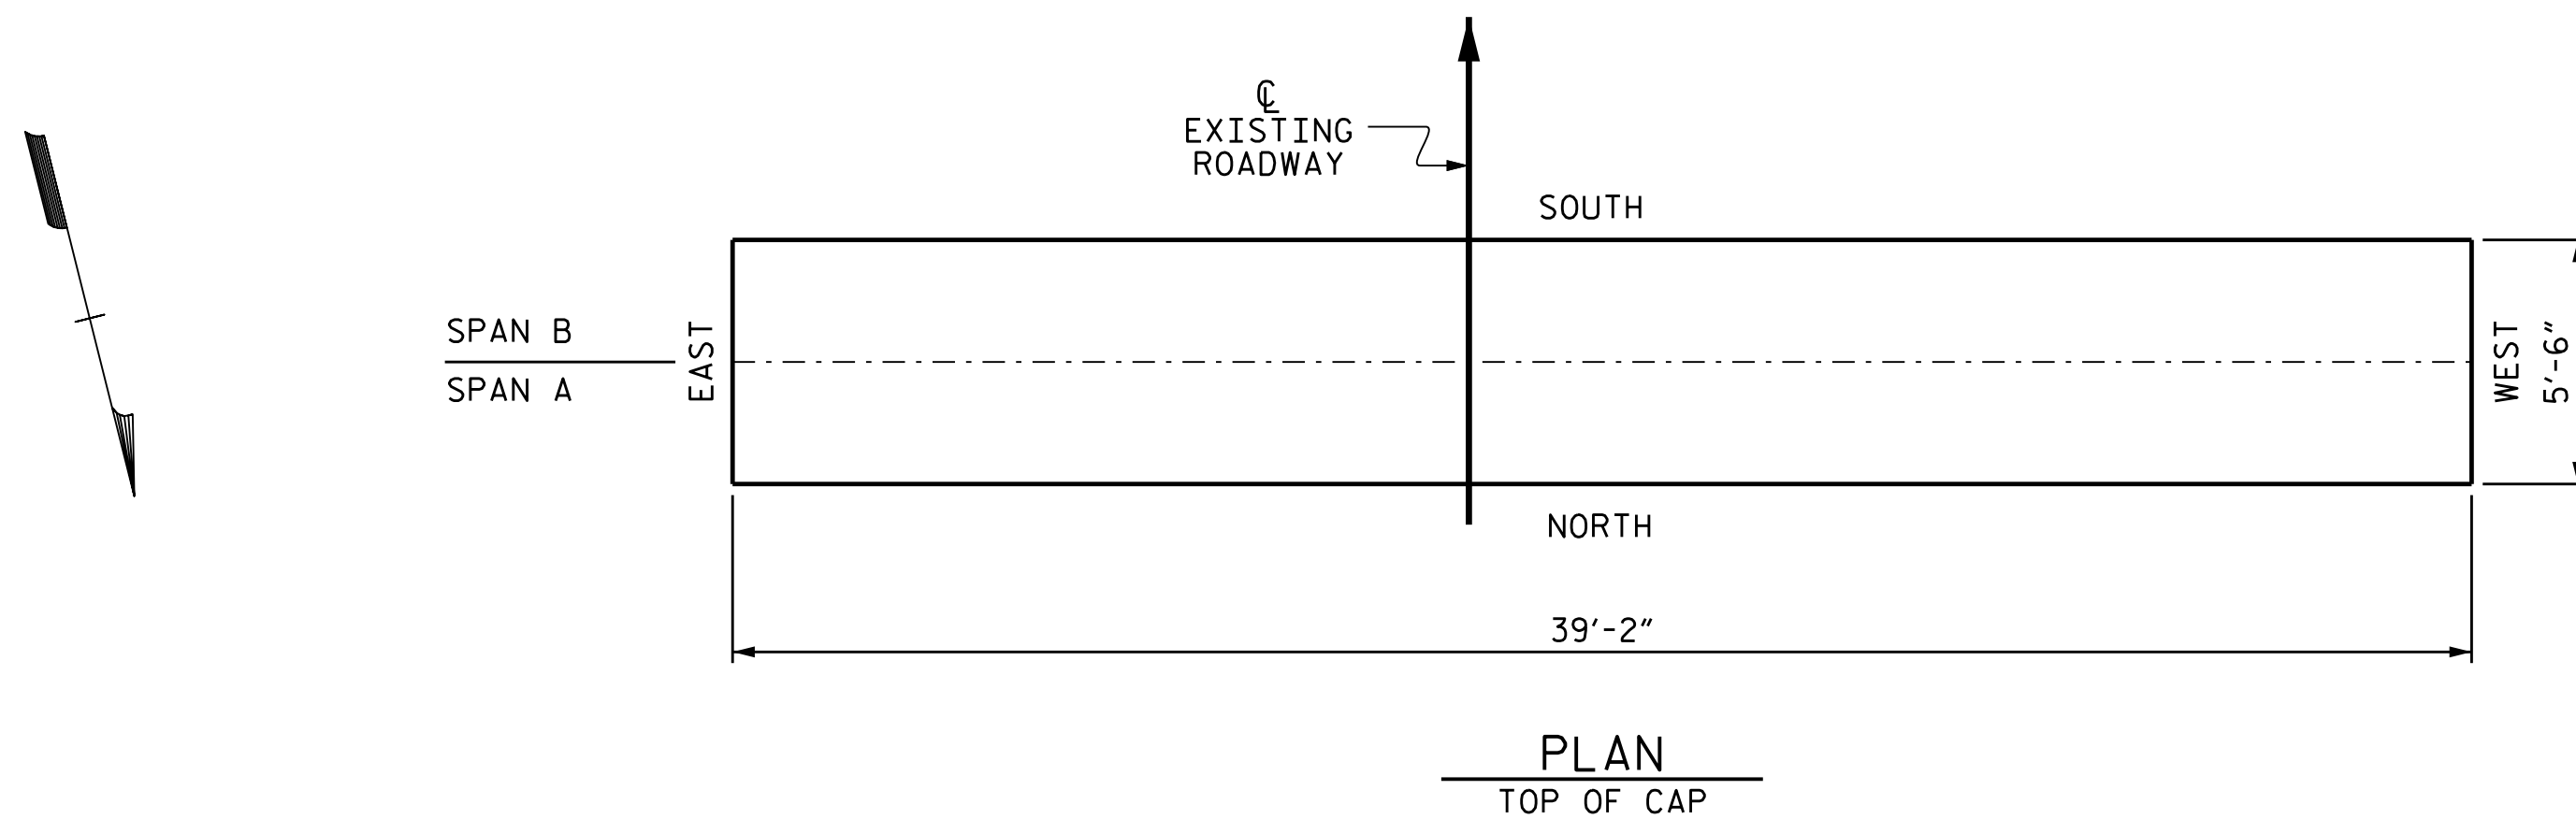 ℄
EXISTING
ROADWAY
SOUTH
SPAN B
SPAN A
EAST
WEST
5'-6"
NORTH
39'-2"
PLAN
TOP OF CAP